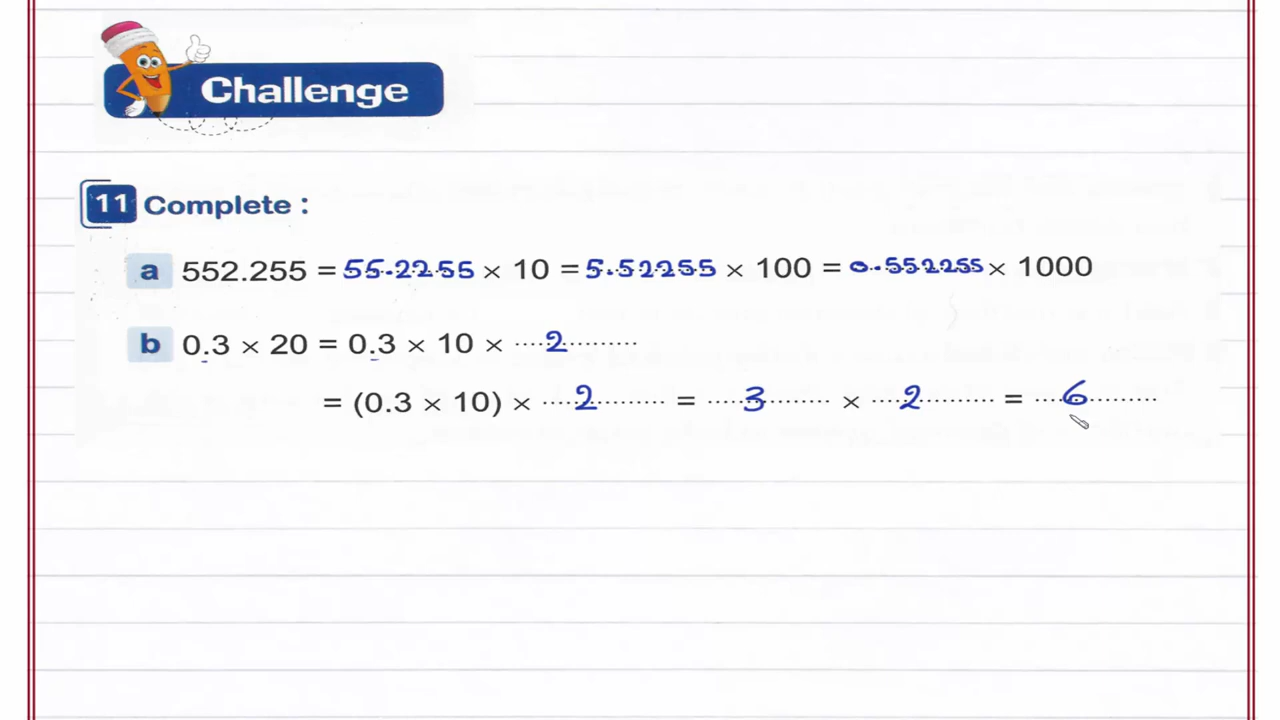 Challenge
11 Complete :
a 552.255 = 55.2255 × 10 = 5.52255 × 100 = 0.552255 × 1000
b 0.3 × 20 = 0.3 × 10 × 2
= (0.3 × 10) × 2 = 3 × 2 = 6